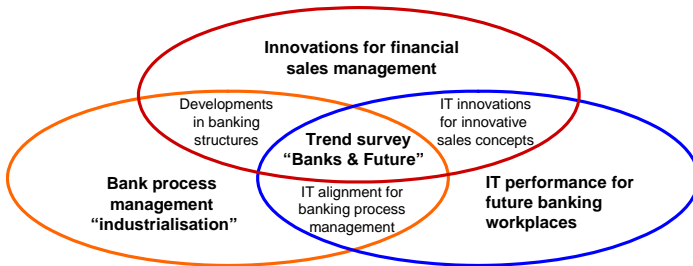 Innovations for financial
sales management
Developments
in banking
structures
IT innovations
for innovative
sales concepts
Trend survey
“Banks & Future”
Bank process
management
“industrialisation”
IT alignment for
banking process
management
IT performance for
future banking
workplaces